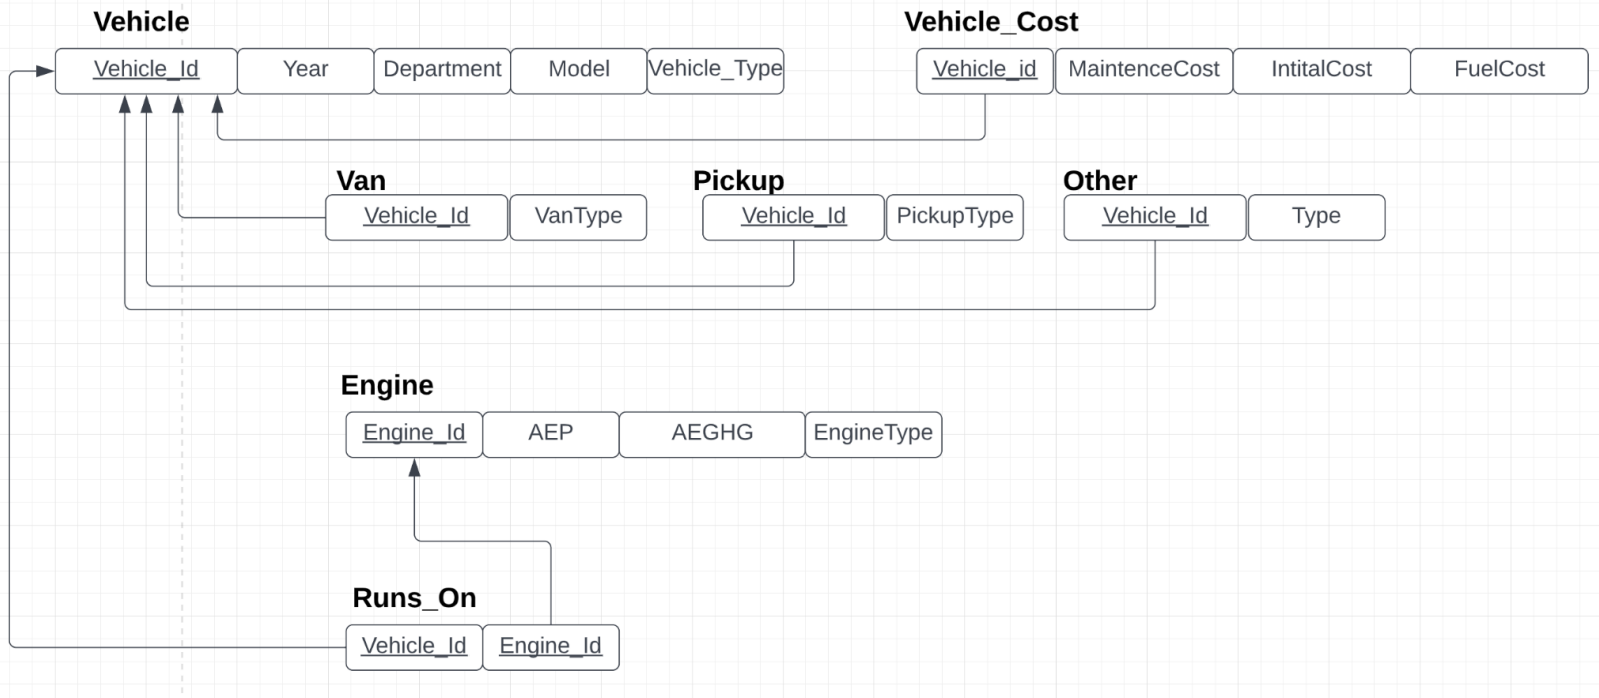 Vehicle
Vehicle_Cost
Vehicle_Id Year Department Model Vehicle_Type
Vehicle_id MaintenceCost IntitalCost FuelCost
Van
Pickup
Other
Vehicle_Id VanType
Vehicle_Id PickupType
Vehicle_Id Type
Engine
Engine_Id AEP AEGHG EngineType
Runs_On
Vehicle_Id Engine_Id